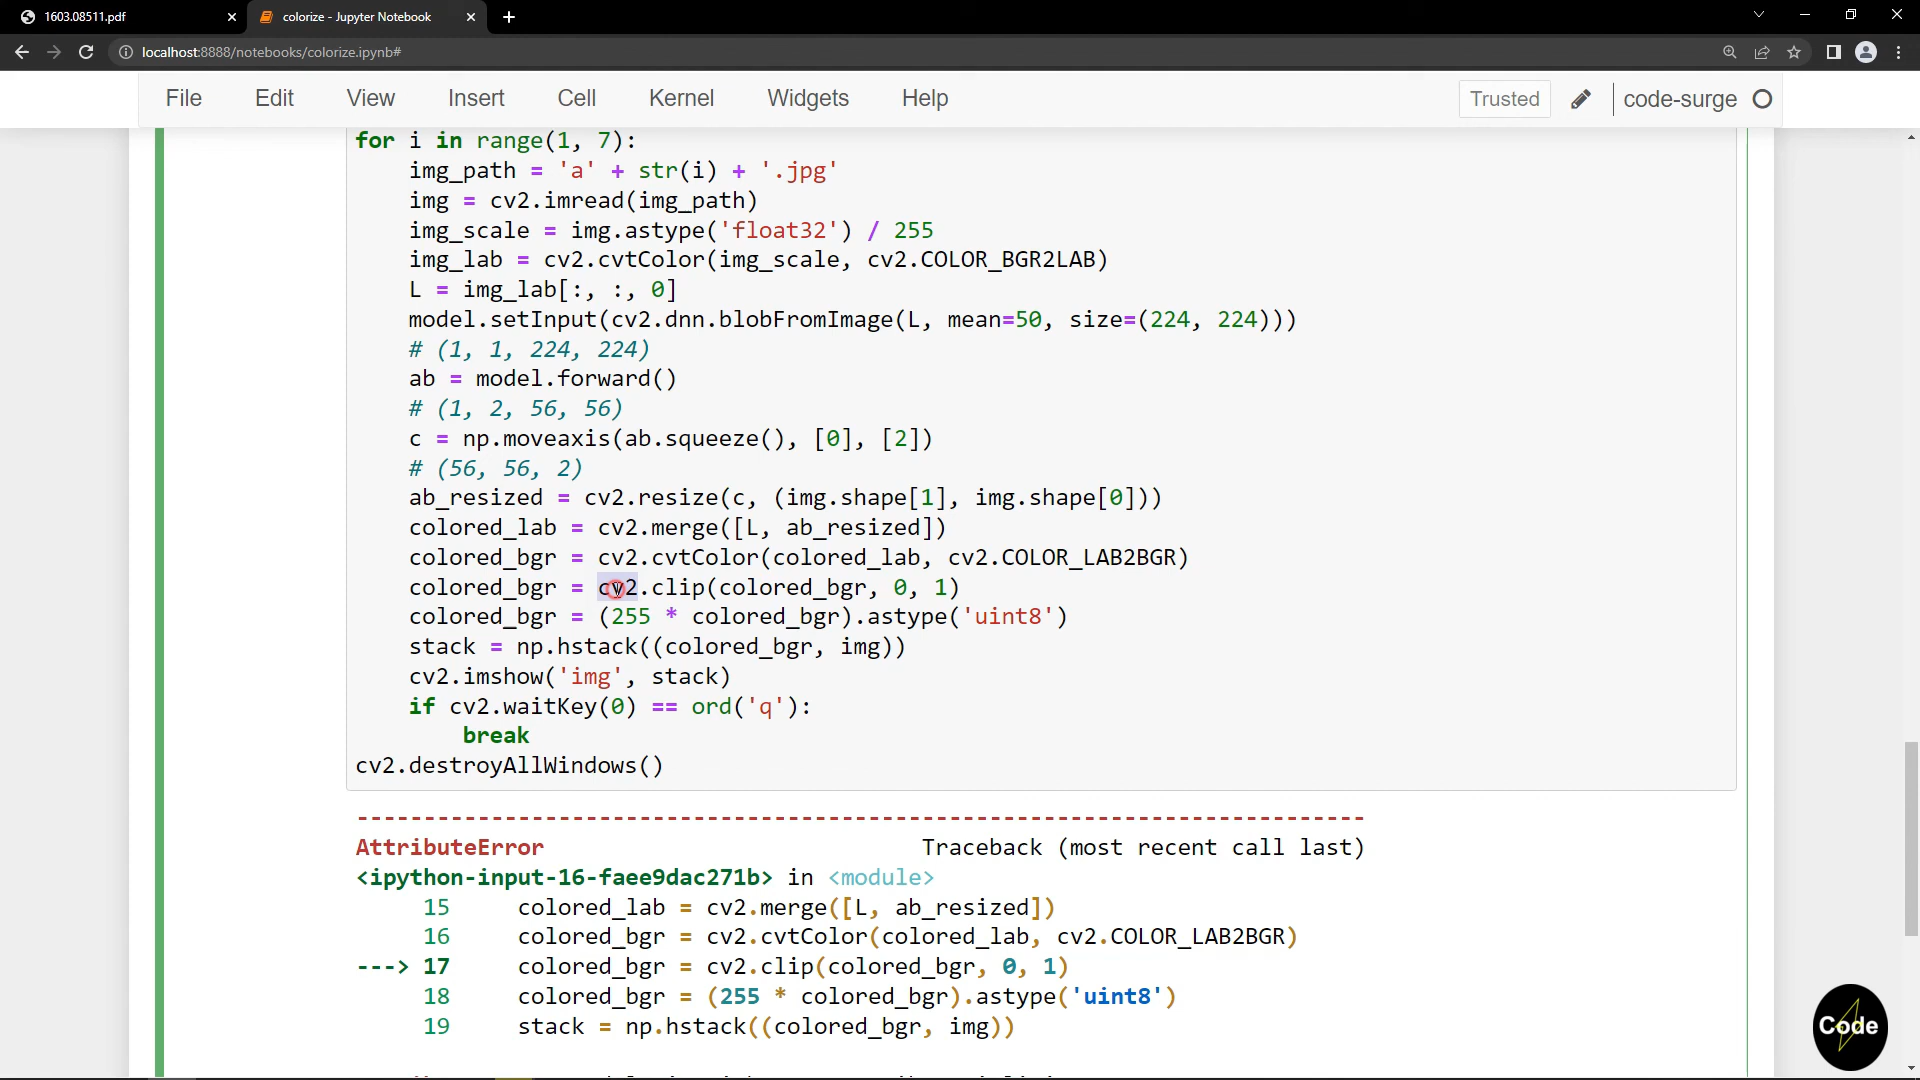 1603.08511.pdf
colorize - Jupyter Notebook
localhost:8888/notebooks/colorize.ipynb#
File Edit View Insert Cell Kernel Widgets Help
Trusted
code-surge
for i in range(1, 7):
img_path = 'a' + str(i) + '.jpg'
img = cv2.imread(img_path)
img_scale = img.astype('float32') / 255
img_lab = cv2.cvtColor(img_scale, cv2.COLOR_BGR2LAB)
L = img_lab[:, :, 0]
model.setInput(cv2.dnn.blobFromImage(L, mean=50, size=(224, 224)))
# (1, 1, 224, 224)
ab = model.forward()
# (1, 2, 56, 56)
c = np.moveaxis(ab.squeeze(), [0], [2])
# (56, 56, 2)
ab_resized = cv2.resize(c, (img.shape[1], img.shape[0]))
colored_lab = cv2.merge([L, ab_resized])
colored_bgr = cv2.cvtColor(colored_lab, cv2.COLOR_LAB2BGR)
colored_bgr = cv2.clip(colored_bgr, 0, 1)
colored_bgr = (255 * colored_bgr).astype('uint8')
stack = np.hstack((colored_bgr, img))
cv2.imshow('img', stack)
if cv2.waitKey(0) == ord('q'):
break
cv2.destroyAllWindows()
---------------------------------------------------------------------------
AttributeError Traceback (most recent call last)
<ipython-input-16-faee9dac271b> in <module>
15 colored_lab = cv2.merge([L, ab_resized])
16 colored_bgr = cv2.cvtColor(colored_lab, cv2.COLOR_LAB2BGR)
---> 17 colored_bgr = cv2.clip(colored_bgr, 0, 1)
18 colored_bgr = (255 * colored_bgr).astype('uint8')
19 stack = np.hstack((colored_bgr, img))
Code